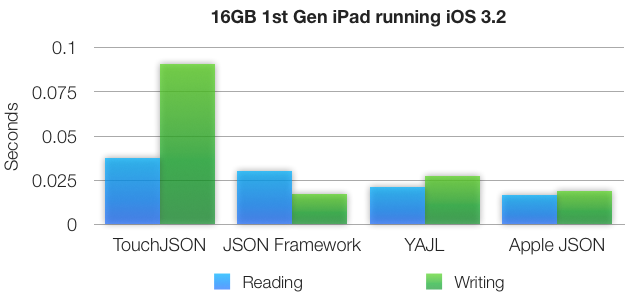 16GB 1st Gen iPad running iOS 3.2
Seconds
0.1
0.075
0.05
0.025
0
TouchJSON JSON Framework YAJL Apple JSON
Reading Writing